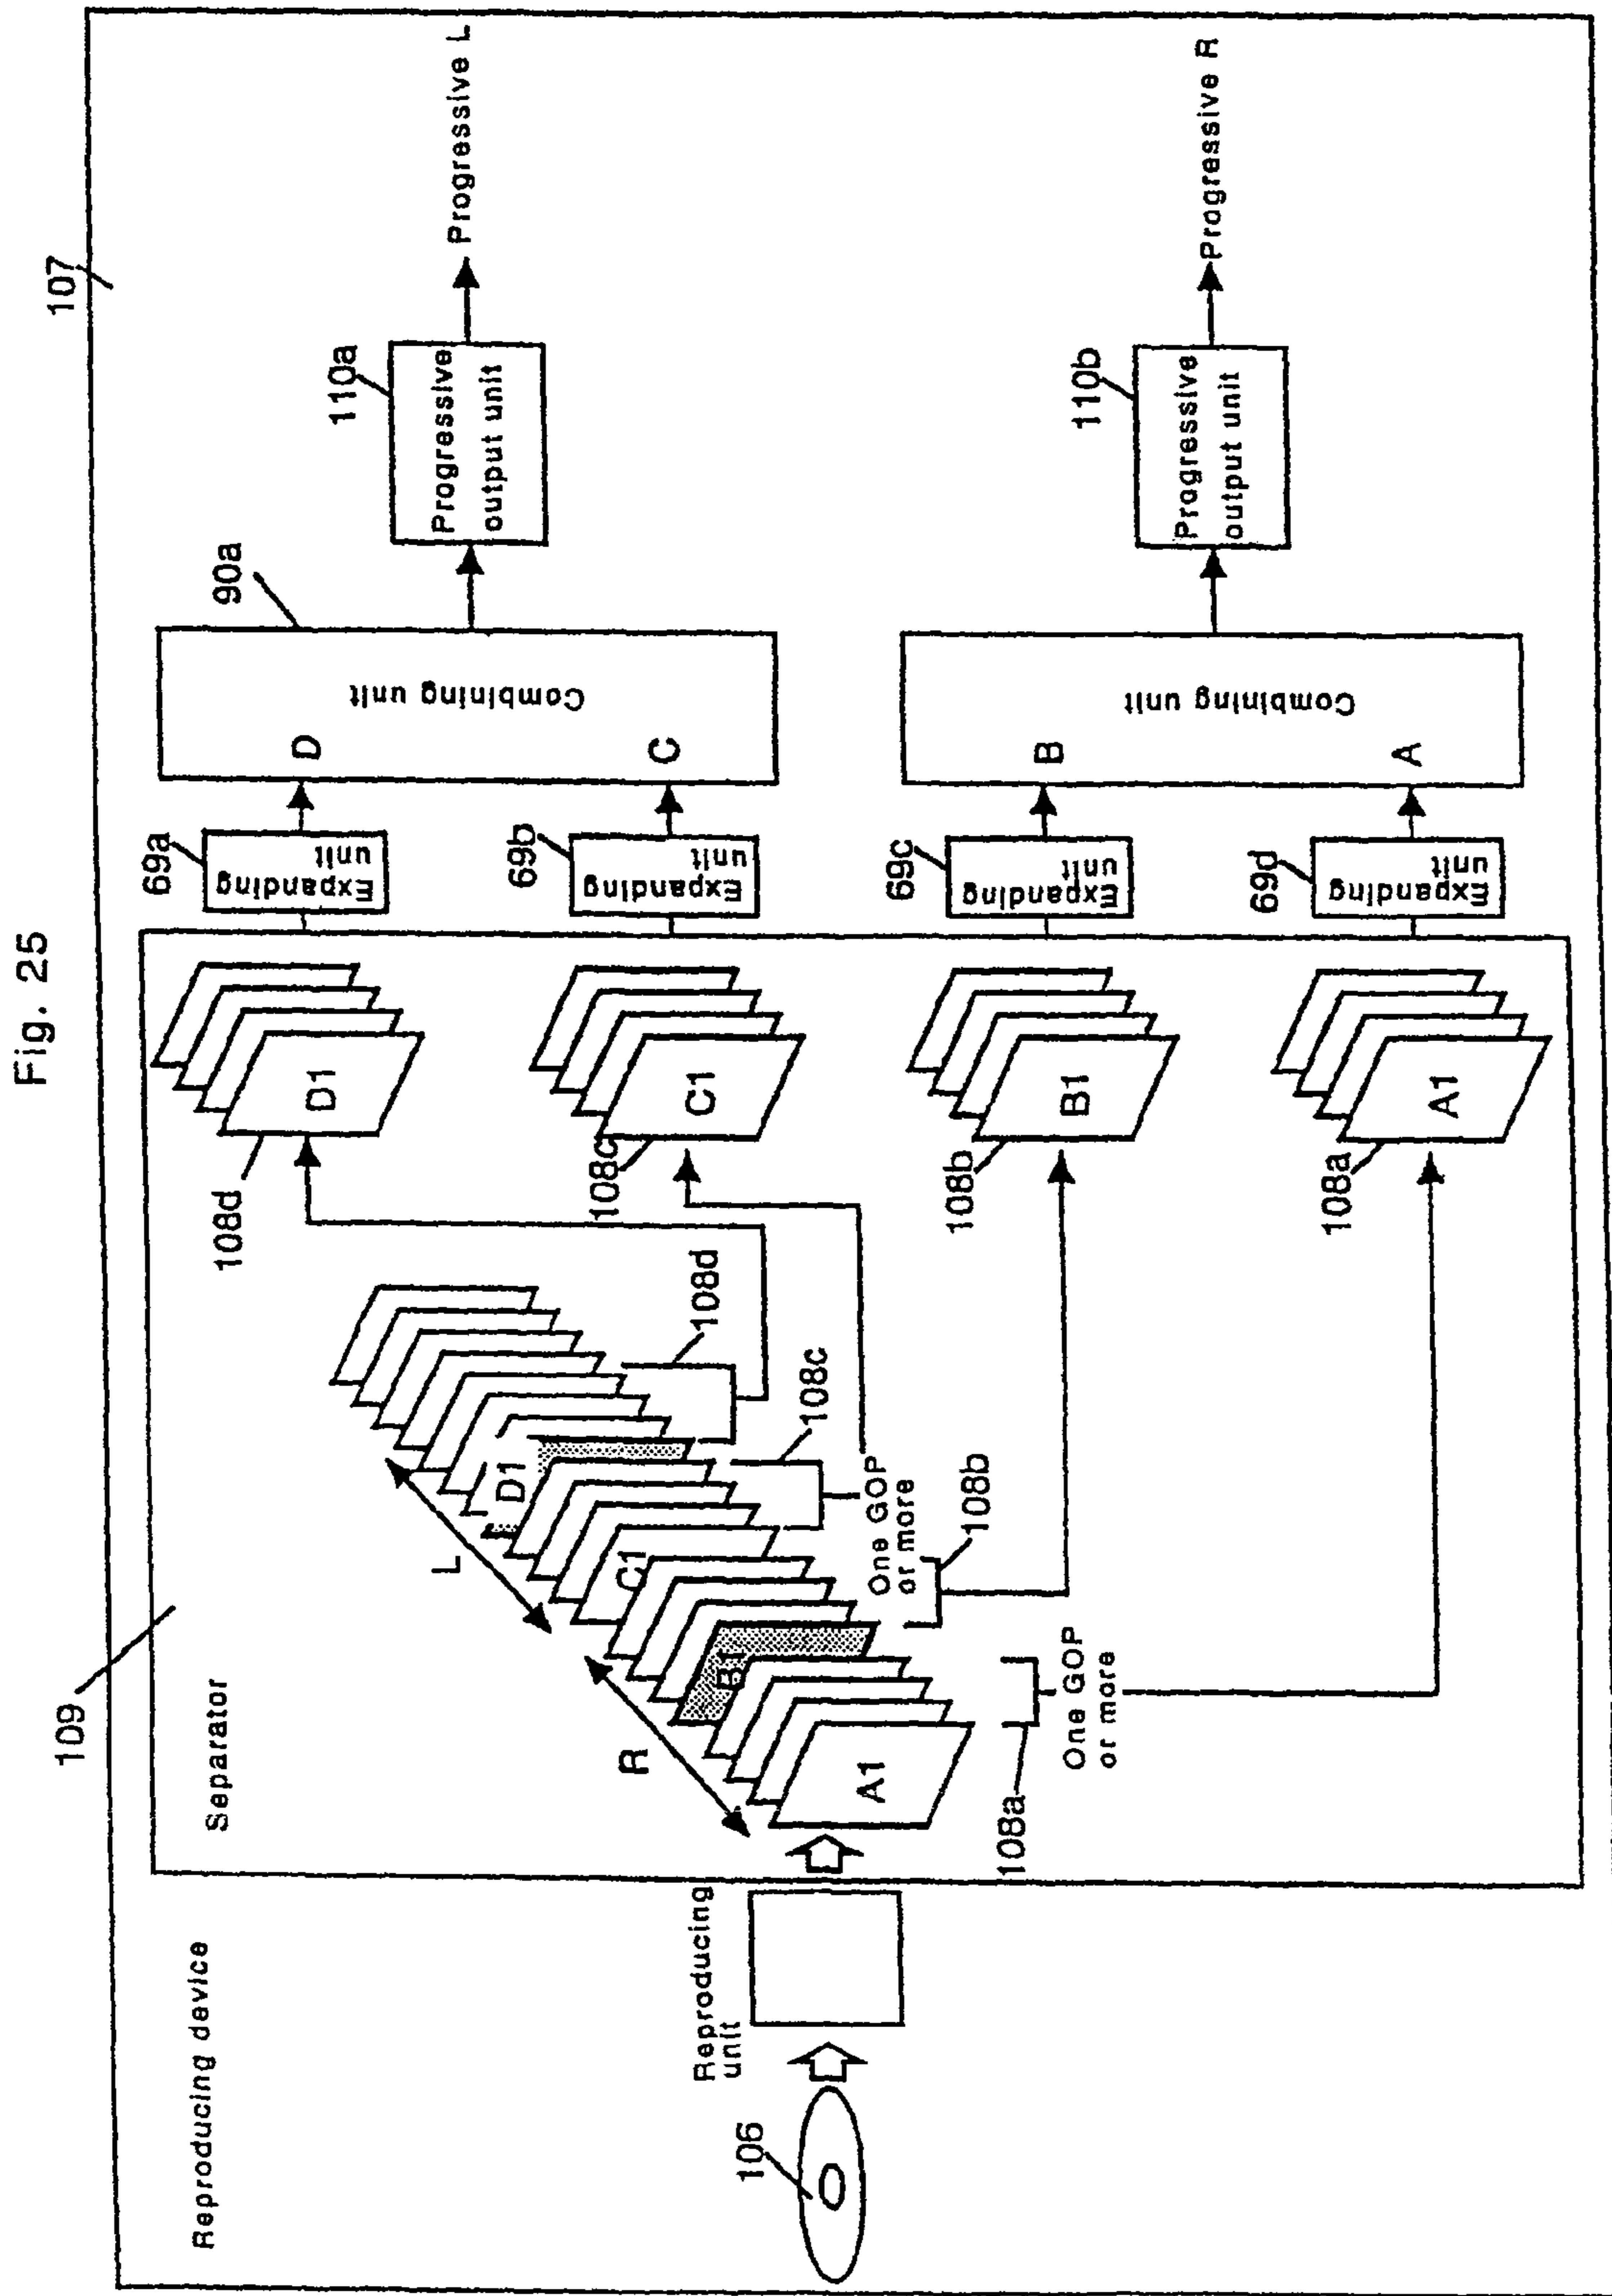 Fig. 25
107
Reproducing device
109
Separator
106
Reproducing
unit
R
L
A1
B1
C1
D1
108a
One GOP
or more
108b
One GOP
or more
108c
108d
108d
D1
108c
C1
108b
B1
108a
A1
69a
Expanding
unit
69b
Expanding
unit
69c
Expanding
unit
69d
Expanding
unit
90a
D
C
Combining unit
B
A
Combining unit
110a
Progressive
output unit
Progressive L
110b
Progressive
output unit
Progressive R